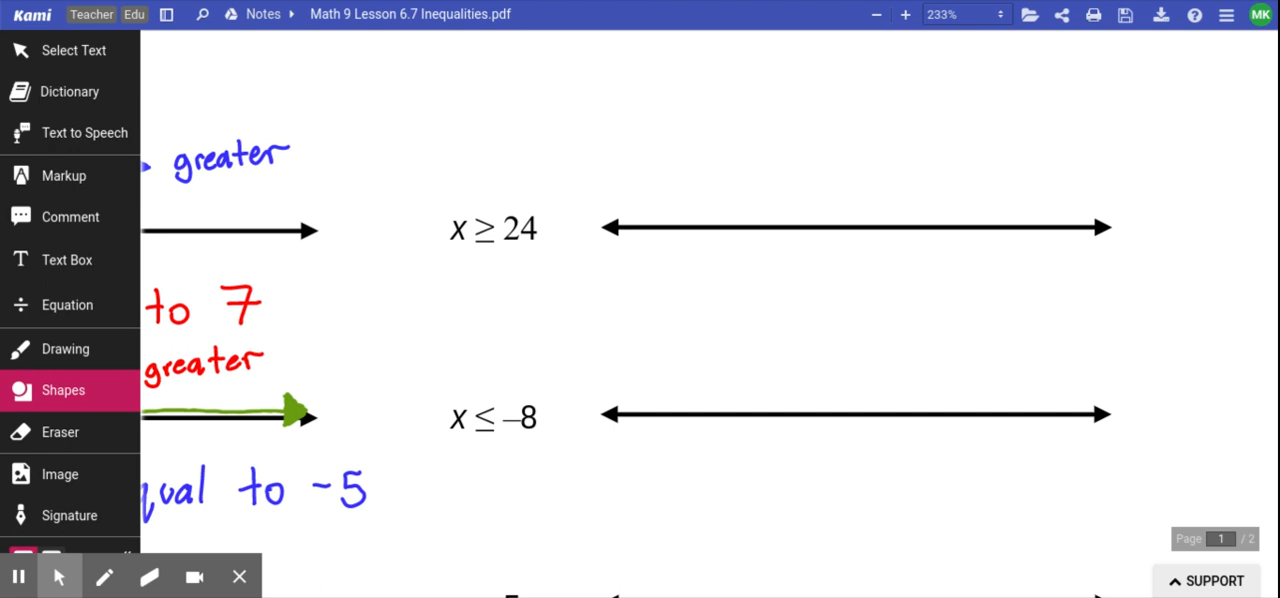 Kami Teacher Edu Notes Math 9 Lesson 6.7 Inequalities.pdf 233% MK
Select Text
Dictionary
Text to Speech
Markup
Comment
Text Box
Equation
Drawing
Shapes
Eraser
Image
Signature
greater
x ≥ 24
to 7
greater
x ≤ –8
qual to -5
Page 1 / 2
SUPPORT